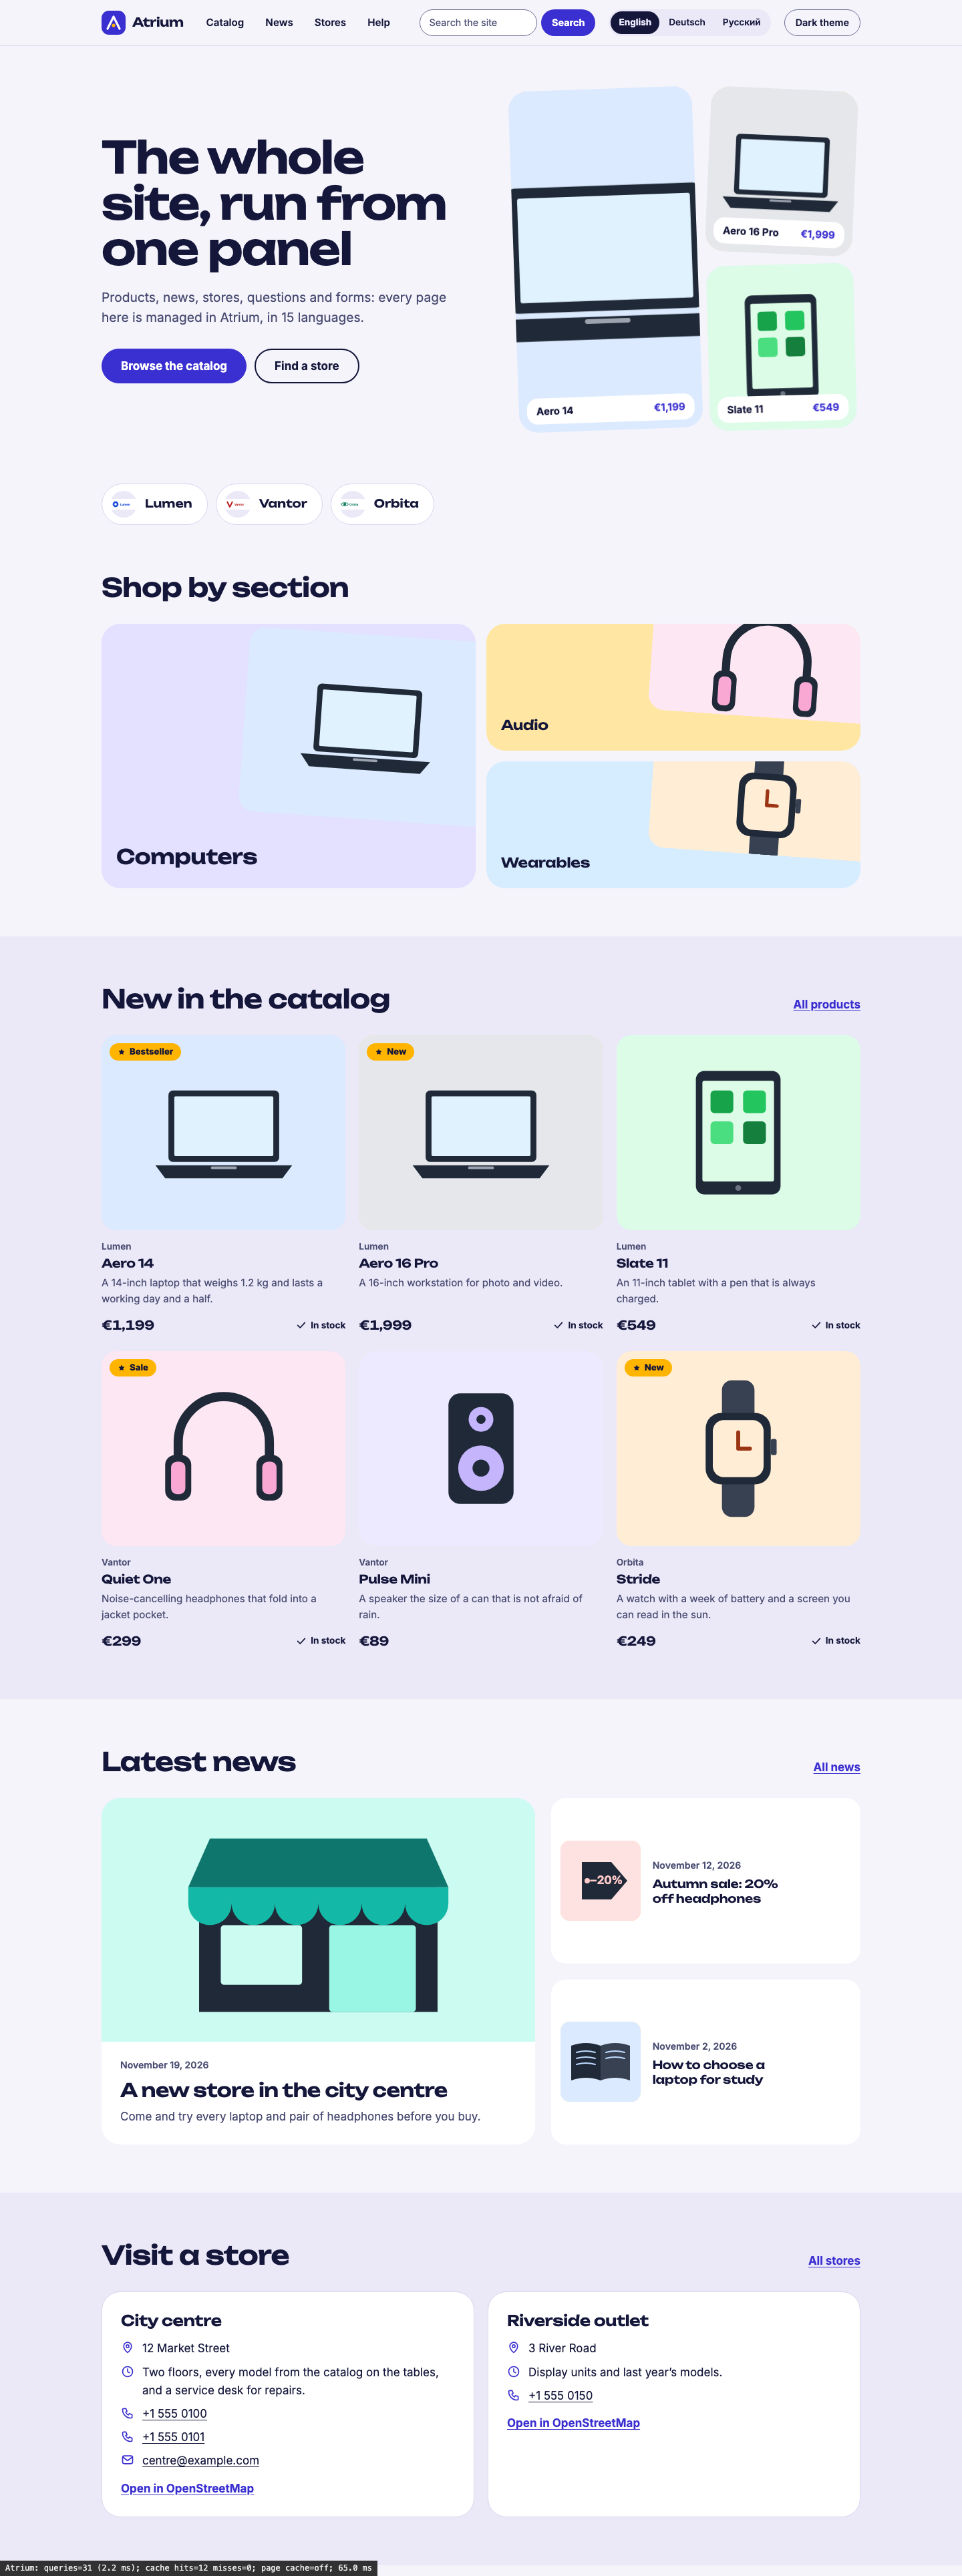 Atrium
Catalog
News
Stores
Help
Search the site
Search
English
Deutsch
Русский
Dark theme
The whole
site, run from
one panel
Products, news, stores, questions and forms: every page
here is managed in Atrium, in 15 languages.
Browse the catalog
Find a store
Aero 14
€1,199
Aero 16 Pro
€1,999
Slate 11
€549
Lumen
Lumen
Vantor
Vantor
Orbita
Orbita
Shop by section
Computers
Audio
Wearables
New in the catalog
All products
Bestseller
Lumen
Aero 14
A 14-inch laptop that weighs 1.2 kg and lasts a
working day and a half.
€1,199
In stock
New
Lumen
Aero 16 Pro
A 16-inch workstation for photo and video.
€1,999
In stock
Lumen
Slate 11
An 11-inch tablet with a pen that is always
charged.
€549
In stock
Sale
Vantor
Quiet One
Noise-cancelling headphones that fold into a
jacket pocket.
€299
In stock
Vantor
Pulse Mini
A speaker the size of a can that is not afraid of
rain.
€89
New
Orbita
Stride
A watch with a week of battery and a screen you
can read in the sun.
€249
In stock
Latest news
All news
November 19, 2026
A new store in the city centre
Come and try every laptop and pair of headphones before you buy.
−20%
November 12, 2026
Autumn sale: 20%
off headphones
November 2, 2026
How to choose a
laptop for study
Visit a store
All stores
City centre
12 Market Street
Two floors, every model from the catalog on the tables,
and a service desk for repairs.
+1 555 0100
+1 555 0101
centre@example.com
Open in OpenStreetMap
Riverside outlet
3 River Road
Display units and last year’s models.
+1 555 0150
Open in OpenStreetMap
Atrium: queries=31 (2.2 ms); cache hits=12 misses=0; page cache=off; 65.0 ms